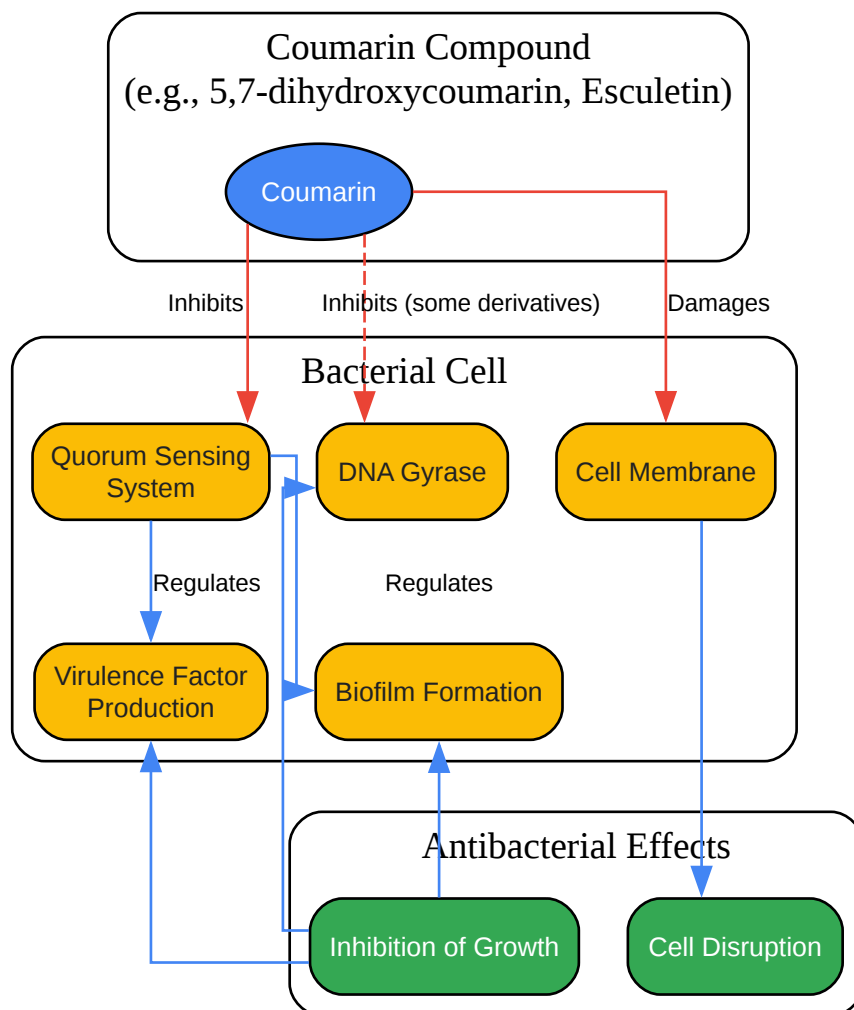 Coumarin Compound
(e.g., 5,7-dihydroxycoumarin, Esculetin)
Coumarin
Inhibits
Inhibits (some derivatives)
Damages
Bacterial Cell
Quorum Sensing
System
DNA Gyrase
Cell Membrane
Regulates
Regulates
Virulence Factor
Production
Biofilm Formation
Antibacterial Effects
Inhibition of Growth
Cell Disruption